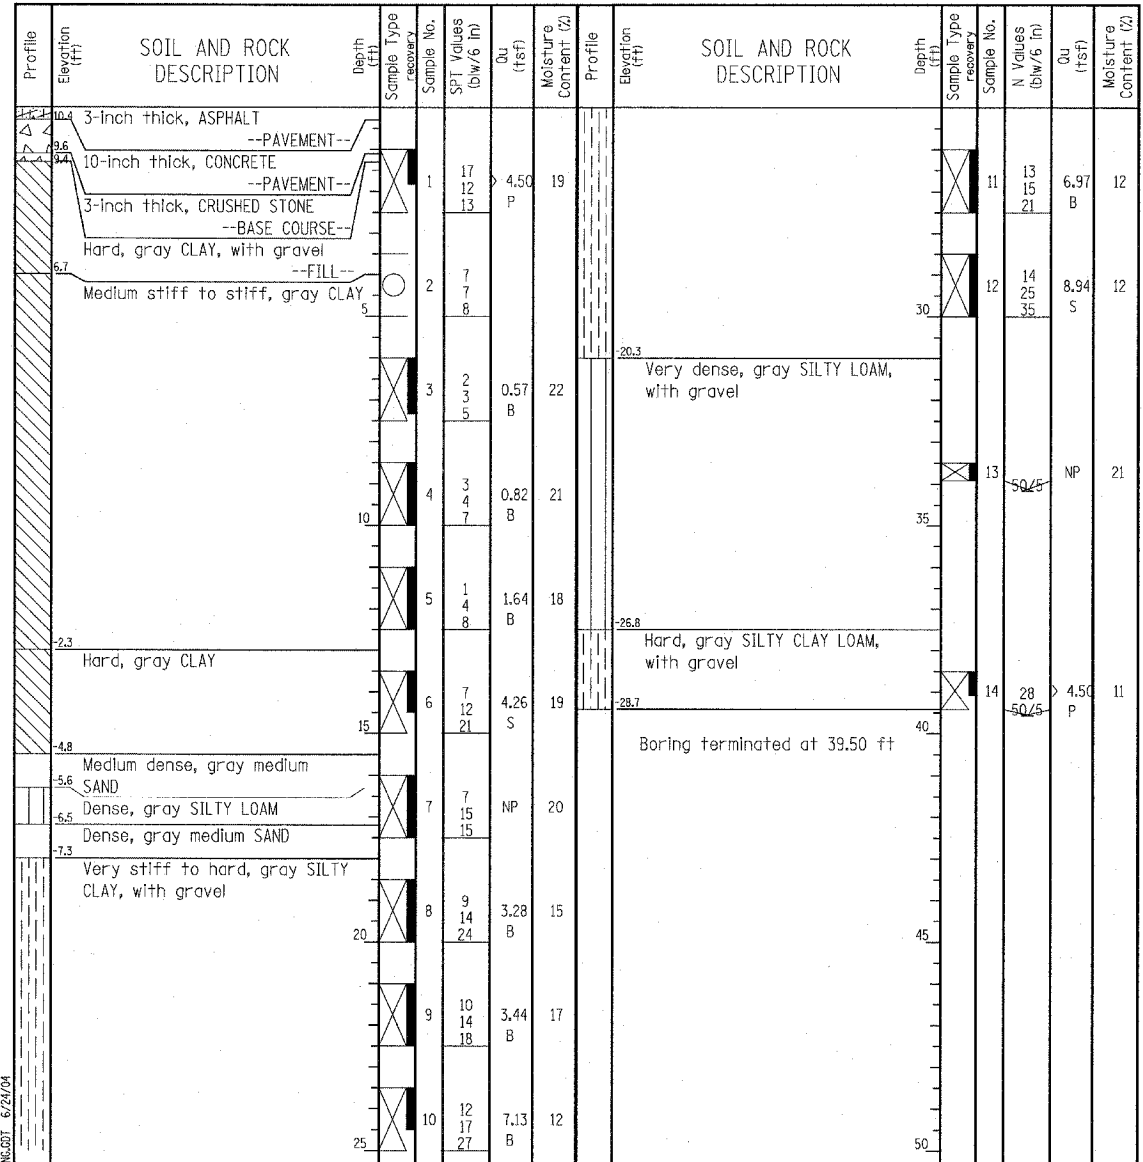 Profile
Elevation (ft)
SOIL AND ROCK
DESCRIPTION
Depth (ft)
Sample Type
recovery
Sample No.
SPT Values
(blw/6 in)
Qu
(tsf)
Moisture
Content (%)
10.4 3-inch thick, ASPHALT
--PAVEMENT--
9.6
9.4 10-inch thick, CONCRETE
--PAVEMENT--
3-inch thick, CRUSHED STONE
--BASE COURSE--
Hard, gray CLAY, with gravel
--FILL--
1
17
12
13
> 4.50
P
19
6.7
Medium stiff to stiff, gray CLAY
5
2
7
7
8
3
2
3
5
0.57
B
22
10
4
3
4
7
0.82
B
21
5
1
4
8
1.64
B
18
-2.3
Hard, gray CLAY
15
6
7
12
21
4.26
S
19
-4.8
Medium dense, gray medium
SAND
-5.6
Dense, gray SILTY LOAM
-6.5
Dense, gray medium SAND
7
7
15
15
NP
20
-7.3
Very stiff to hard, gray SILTY
CLAY, with gravel
20
8
9
14
24
3.28
B
15
9
10
14
18
3.44
B
17
25
10
12
17
27
7.13
B
12
Profile
Elevation
(ft)
SOIL AND ROCK
DESCRIPTION
Depth
(ft)
Sample Type
recovery
Sample No.
N Values
(blw/6 in)
Qu
(tsf)
Moisture
Content (%)
11
13
15
21
6.97
B
12
30
12
14
25
35
8.94
S
12
-20.3
Very dense, gray SILTY LOAM,
with gravel
13
50/5
NP
21
35
-26.8
Hard, gray SILTY CLAY LOAM,
with gravel
14
28
50/5
> 4.50
P
11
-28.7
40
Boring terminated at 39.50 ft
45
50
6/24/04